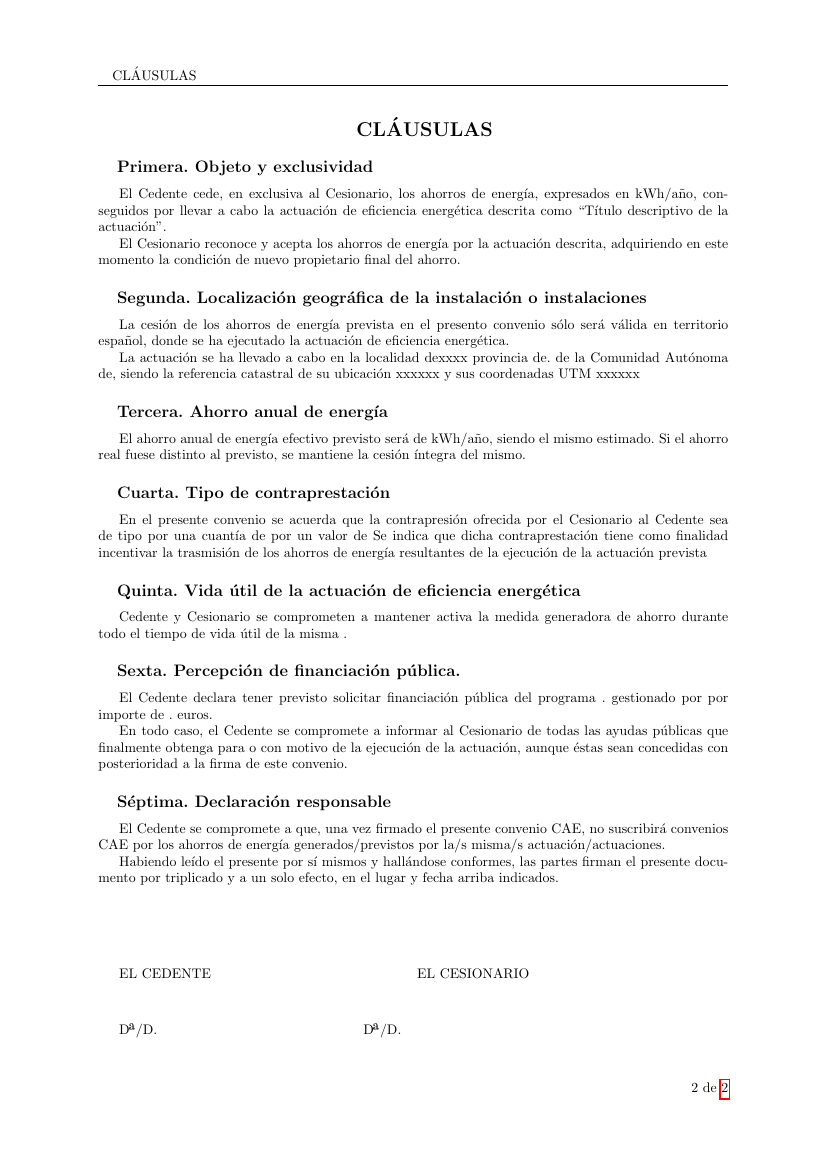 CLÁUSULAS
CLÁUSULAS
Primera. Objeto y exclusividad
El Cedente cede, en exclusiva al Cesionario, los ahorros de energía, expresados en kWh/año, con-
seguidos por llevar a cabo la actuación de eficiencia energética descrita como “Título descriptivo de la
actuación”.
El Cesionario reconoce y acepta los ahorros de energía por la actuación descrita, adquiriendo en este
momento la condición de nuevo propietario final del ahorro.
Segunda. Localización geográfica de la instalación o instalaciones
La cesión de los ahorros de energía prevista en el presento convenio sólo será válida en territorio
español, donde se ha ejecutado la actuación de eficiencia energética.
La actuación se ha llevado a cabo en la localidad dexxxx provincia de. de la Comunidad Autónoma
de, siendo la referencia catastral de su ubicación xxxxxx y sus coordenadas UTM xxxxxx
Tercera. Ahorro anual de energía
El ahorro anual de energía efectivo previsto será de kWh/año, siendo el mismo estimado. Si el ahorro
real fuese distinto al previsto, se mantiene la cesión íntegra del mismo.
Cuarta. Tipo de contraprestación
En el presente convenio se acuerda que la contrapresión ofrecida por el Cesionario al Cedente sea
de tipo por una cuantía de por un valor de Se indica que dicha contraprestación tiene como finalidad
incentivar la trasmisión de los ahorros de energía resultantes de la ejecución de la actuación prevista
Quinta. Vida útil de la actuación de eficiencia energética
Cedente y Cesionario se comprometen a mantener activa la medida generadora de ahorro durante
todo el tiempo de vida útil de la misma .
Sexta. Percepción de financiación pública.
El Cedente declara tener previsto solicitar financiación pública del programa . gestionado por por
importe de . euros.
En todo caso, el Cedente se compromete a informar al Cesionario de todas las ayudas públicas que
finalmente obtenga para o con motivo de la ejecución de la actuación, aunque éstas sean concedidas con
posterioridad a la firma de este convenio.
Séptima. Declaración responsable
El Cedente se compromete a que, una vez firmado el presente convenio CAE, no suscribirá convenios
CAE por los ahorros de energía generados/previstos por la/s misma/s actuación/actuaciones.
Habiendo leído el presente por sí mismos y hallándose conformes, las partes firman el presente docu-
mento por triplicado y a un solo efecto, en el lugar y fecha arriba indicados.
EL CEDENTE EL CESIONARIO
Dª/D. Dª/D.
2 de 2